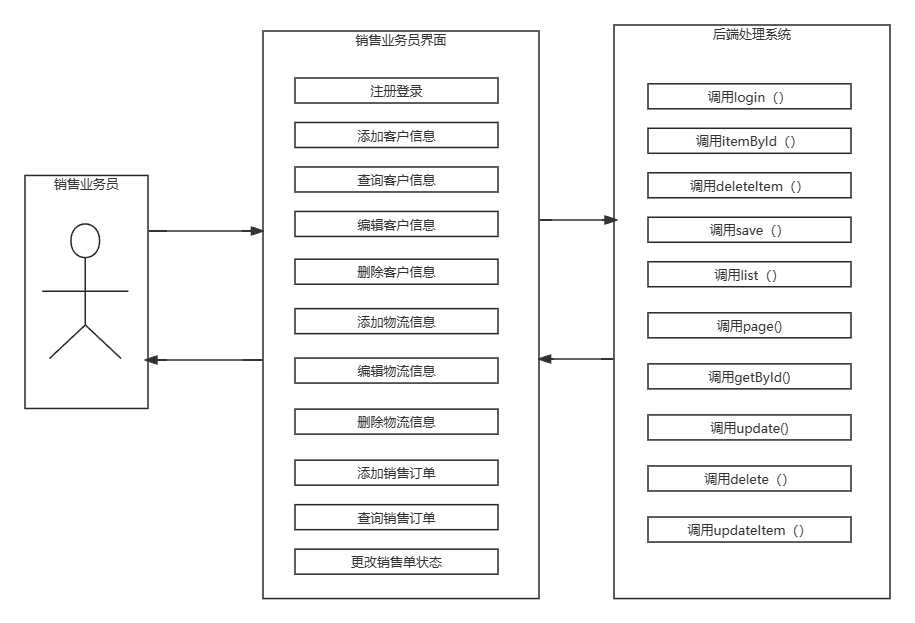 销售业务员
销售业务员界面
注册登录
添加客户信息
查询客户信息
编辑客户信息
删除客户信息
添加物流信息
编辑物流信息
删除物流信息
添加销售订单
查询销售订单
更改销售单状态
后端处理系统
调用login（）
调用itemById（）
调用deleteItem（）
调用save（）
调用list（）
调用page()
调用getById()
调用update()
调用delete（）
调用updateItem（）